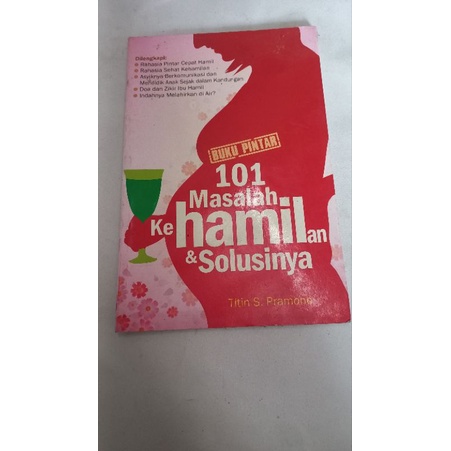 Dilengkapi:
• Rahasia Pintar Cepat Hamil
• Rahasia Sehat Kehamilan
• Asyiknya Berkomunikasi dan
Mendidik Anak Sejak dalam Kandungan
• Doa dan Zikir Ibu Hamil
• Indahnya Melahirkan di Air?
BUKU PINTAR
101
Masalah
Kehamilan
& Solusinya
Titin S. Pramono